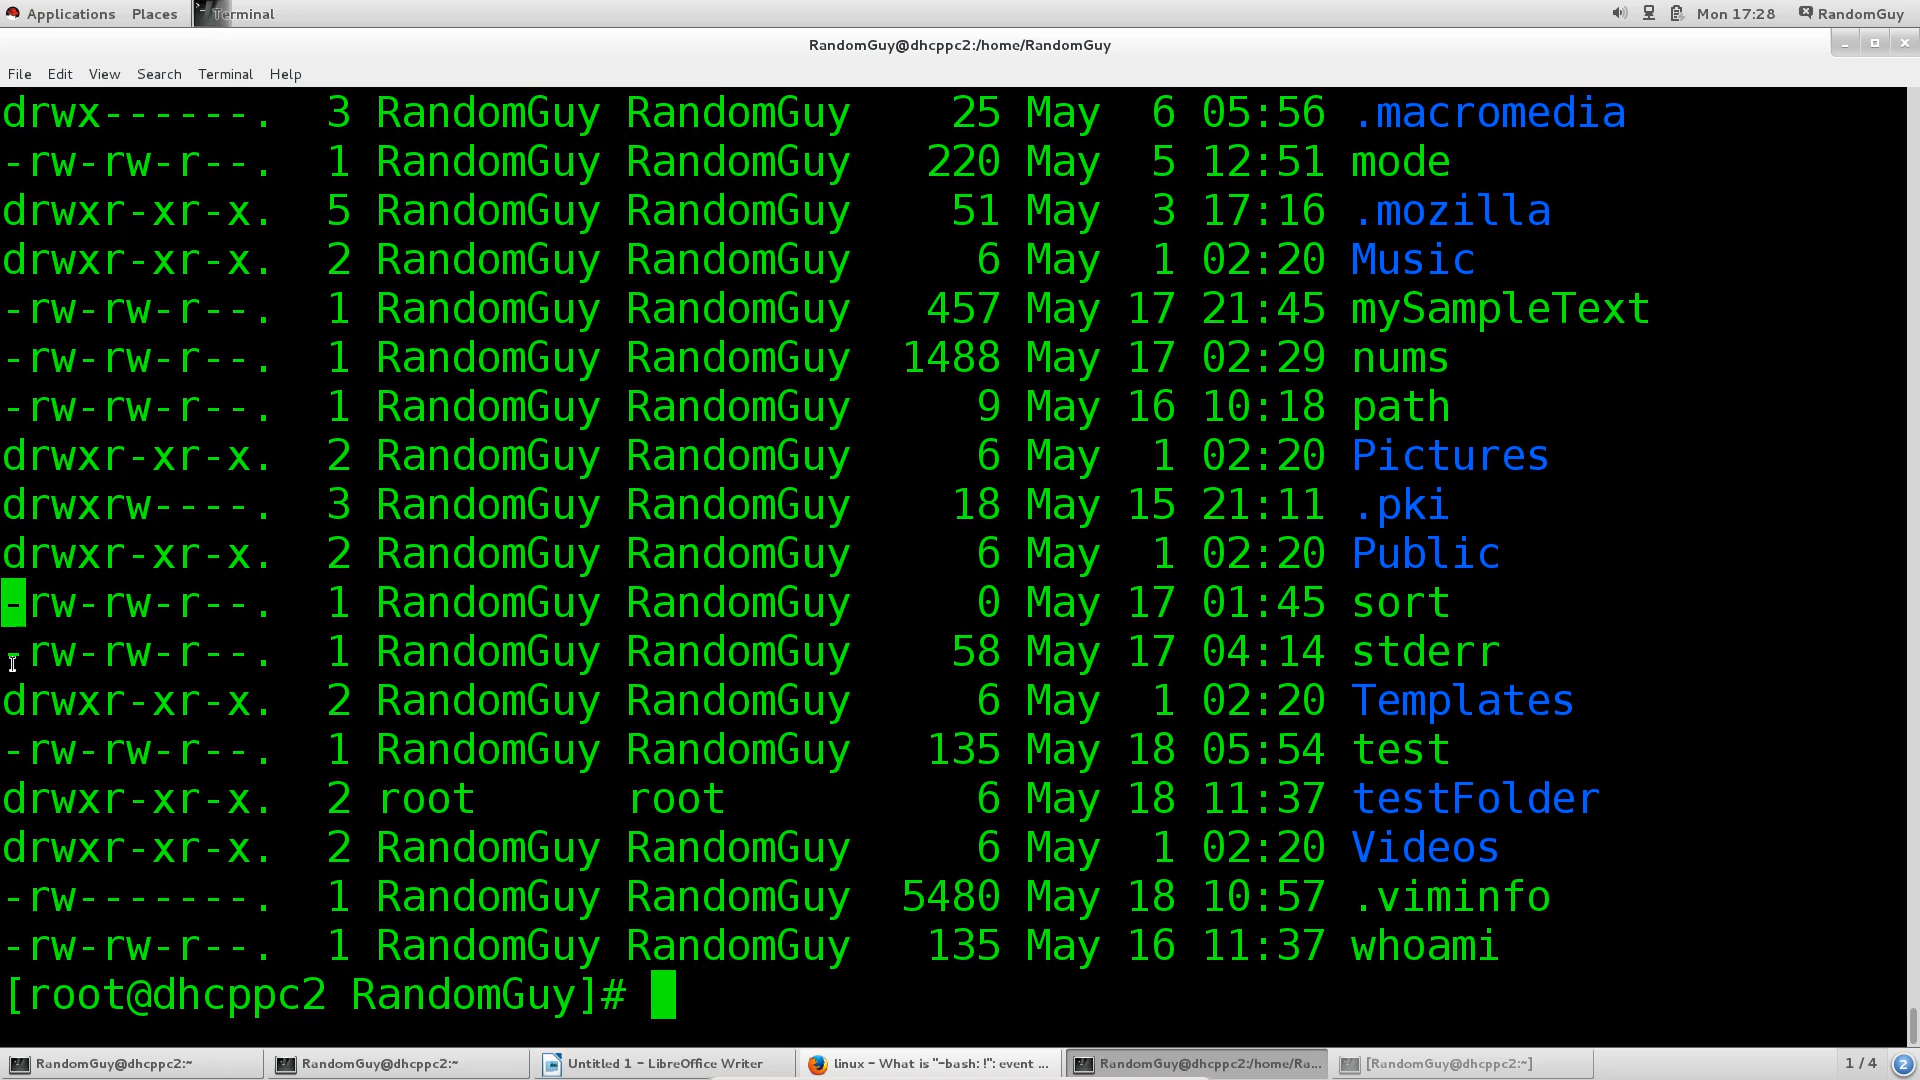 Applications Places Terminal Mon 17:28 RandomGuy
RandomGuy@dhcppc2:/home/RandomGuy
File Edit View Search Terminal Help
drwx------. 3 RandomGuy RandomGuy 25 May 6 05:56 .macromedia
-rw-rw-r--. 1 RandomGuy RandomGuy 220 May 5 12:51 mode
drwxr-xr-x. 5 RandomGuy RandomGuy 51 May 3 17:16 .mozilla
drwxr-xr-x. 2 RandomGuy RandomGuy 6 May 1 02:20 Music
-rw-rw-r--. 1 RandomGuy RandomGuy 457 May 17 21:45 mySampleText
-rw-rw-r--. 1 RandomGuy RandomGuy 1488 May 17 02:29 nums
-rw-rw-r--. 1 RandomGuy RandomGuy 9 May 16 10:18 path
drwxr-xr-x. 2 RandomGuy RandomGuy 6 May 1 02:20 Pictures
drwxrw----. 3 RandomGuy RandomGuy 18 May 15 21:11 .pki
drwxr-xr-x. 2 RandomGuy RandomGuy 6 May 1 02:20 Public
-rw-rw-r--. 1 RandomGuy RandomGuy 0 May 17 01:45 sort
-rw-rw-r--. 1 RandomGuy RandomGuy 58 May 17 04:14 stderr
drwxr-xr-x. 2 RandomGuy RandomGuy 6 May 1 02:20 Templates
-rw-rw-r--. 1 RandomGuy RandomGuy 135 May 18 05:54 test
drwxr-xr-x. 2 root root 6 May 18 11:37 testFolder
drwxr-xr-x. 2 RandomGuy RandomGuy 6 May 1 02:20 Videos
-rw-------. 1 RandomGuy RandomGuy 5480 May 18 10:57 .viminfo
-rw-rw-r--. 1 RandomGuy RandomGuy 135 May 16 11:37 whoami
[root@dhcppc2 RandomGuy]#
RandomGuy@dhcppc2:~ RandomGuy@dhcppc2:~ Untitled 1 - LibreOffice Writer linux - What is "-bash: !": event ... RandomGuy@dhcppc2:/home/Ra... [RandomGuy@dhcppc2:~] 1 / 4 2